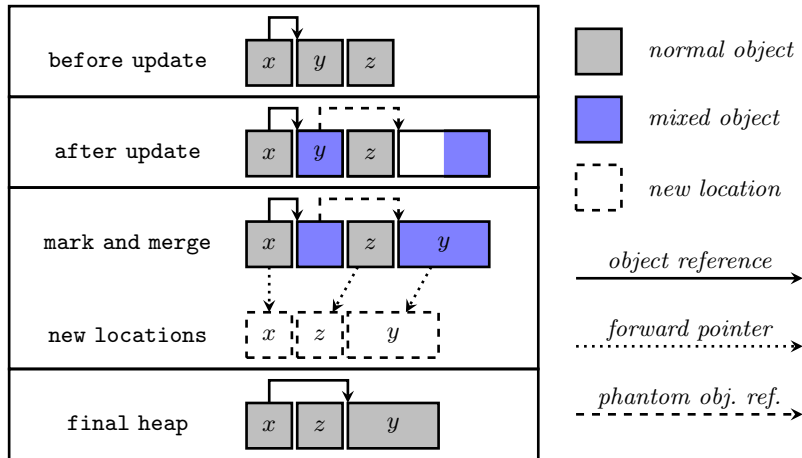 before update
x y z
after update
x y z
mark and merge
x z y
new locations
x z y
final heap
x z y
normal object
mixed object
new location
object reference
forward pointer
phantom obj. ref.